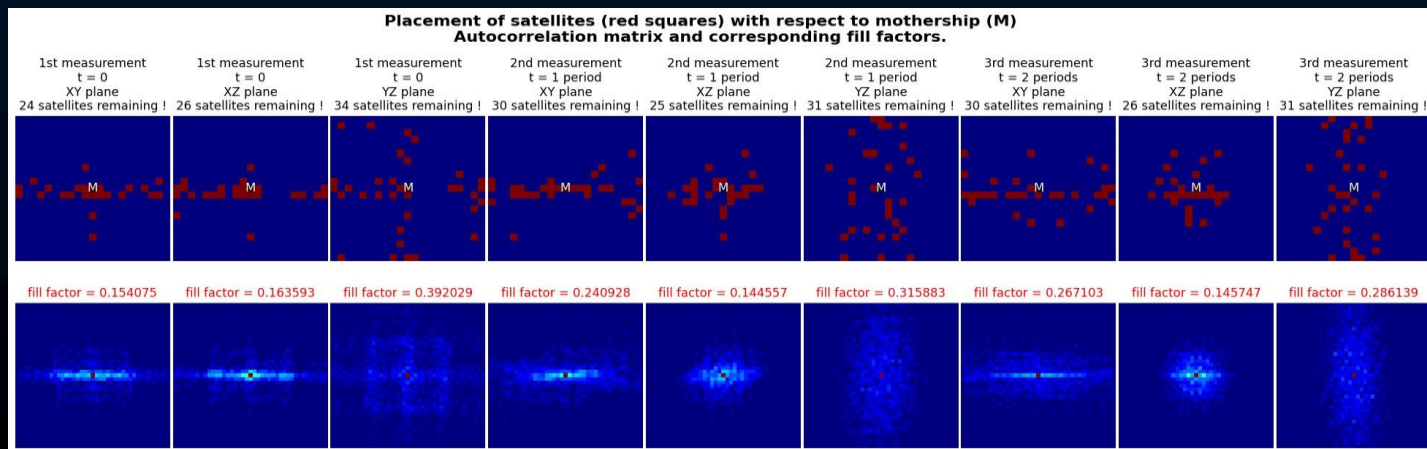 Placement of satellites (red squares) with respect to mothership (M)
Autocorrelation matrix and corresponding fill factors.
1st measurement
t = 0
XY plane
24 satellites remaining !
1st measurement
t = 0
XZ plane
26 satellites remaining !
1st measurement
t = 0
YZ plane
34 satellites remaining !
2nd measurement
t = 1 period
XY plane
30 satellites remaining !
2nd measurement
t = 1 period
XZ plane
25 satellites remaining !
2nd measurement
t = 1 period
YZ plane
31 satellites remaining !
3rd measurement
t = 2 periods
XY plane
30 satellites remaining !
3rd measurement
t = 2 periods
XZ plane
26 satellites remaining !
3rd measurement
t = 2 periods
YZ plane
31 satellites remaining !
M
M
M
M
M
M
M
M
M
fill factor = 0.154075
fill factor = 0.163593
fill factor = 0.392029
fill factor = 0.240928
fill factor = 0.144557
fill factor = 0.315883
fill factor = 0.267103
fill factor = 0.145747
fill factor = 0.286139